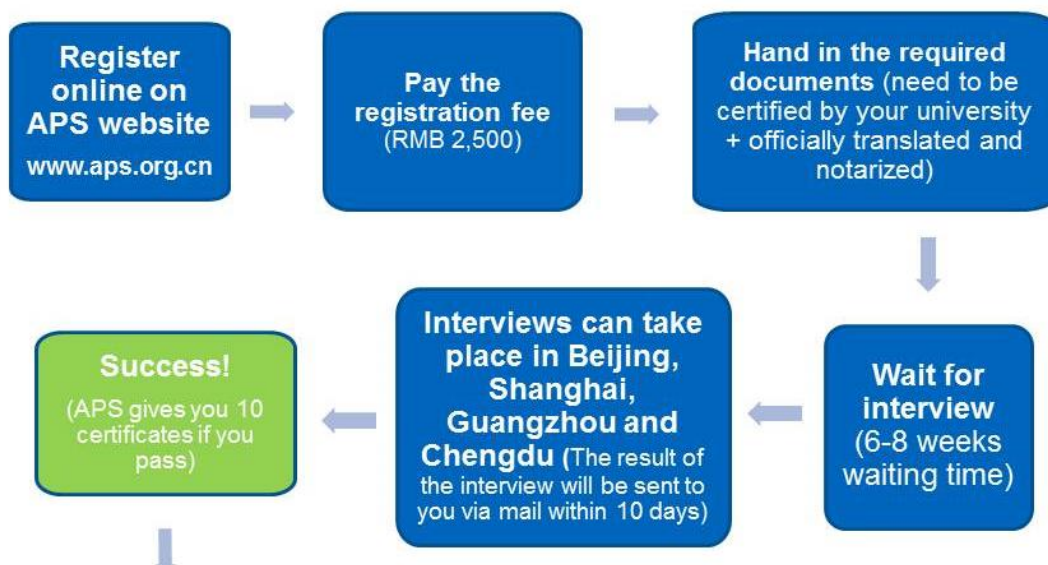 Register
online on
APS website
www.aps.org.cn
Pay the
registration fee
(RMB 2,500)
Hand in the required
documents (need to be
certified by your university
+ officially translated and
notarized)
Wait for
interview
(6-8 weeks
waiting time)
Interviews can take
place in Beijing,
Shanghai,
Guangzhou and
Chengdu (The result of
the interview will be sent to
you via mail within 10 days)
Success!
(APS gives you 10
certificates if you
pass)